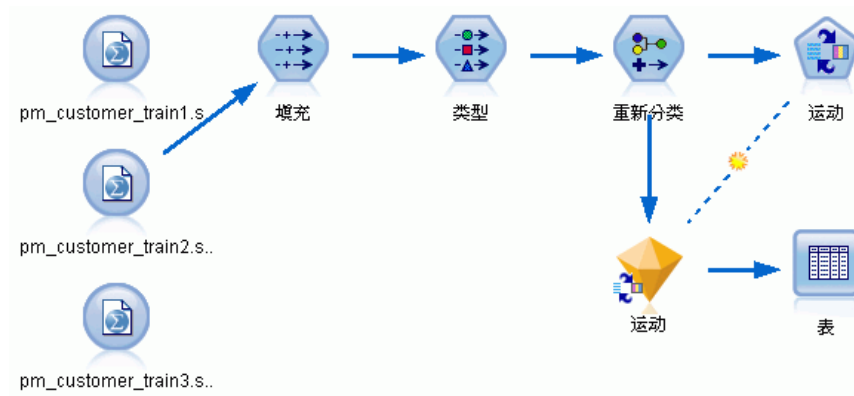 pm_customer_train1.s..
填充
类型
重新分类
运动
pm_customer_train2.s..
运动
表
pm_customer_train3.s..